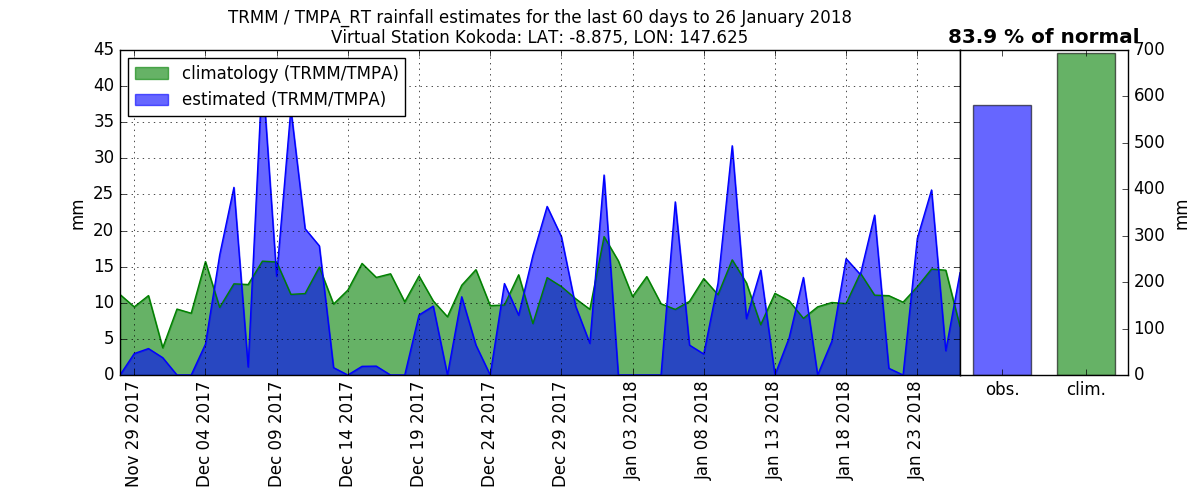 TRMM / TMPA_RT rainfall estimates for the last 60 days to 26 January 2018
Virtual Station Kokoda: LAT: -8.875, LON: 147.625
83.9 % of normal
climatology (TRMM/TMPA)
estimated (TRMM/TMPA)
45
40
35
30
25
20
15
10
5
0
mm
Nov 29 2017
Dec 04 2017
Dec 09 2017
Dec 14 2017
Dec 19 2017
Dec 24 2017
Dec 29 2017
Jan 03 2018
Jan 08 2018
Jan 13 2018
Jan 18 2018
Jan 23 2018
700
600
500
400
300
200
100
0
mm
obs.
clim.